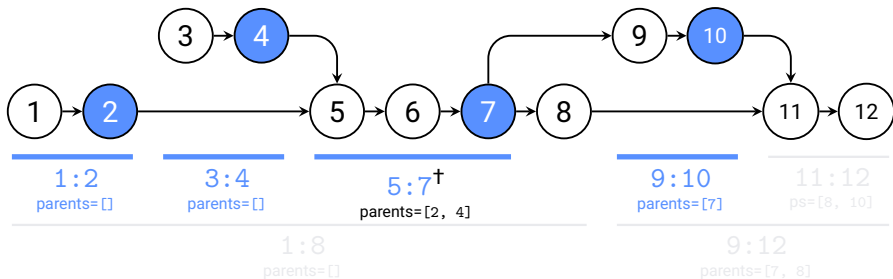 3 4 9 10
1 2 5 6 7 8 11 12
1:2 3:4 5:7† 9:10 11:12
parents=[] parents=[] parents=[2, 4] parents=[7] ps=[8, 10]
1:8 9:12
parents=[] parents=[7, 8]